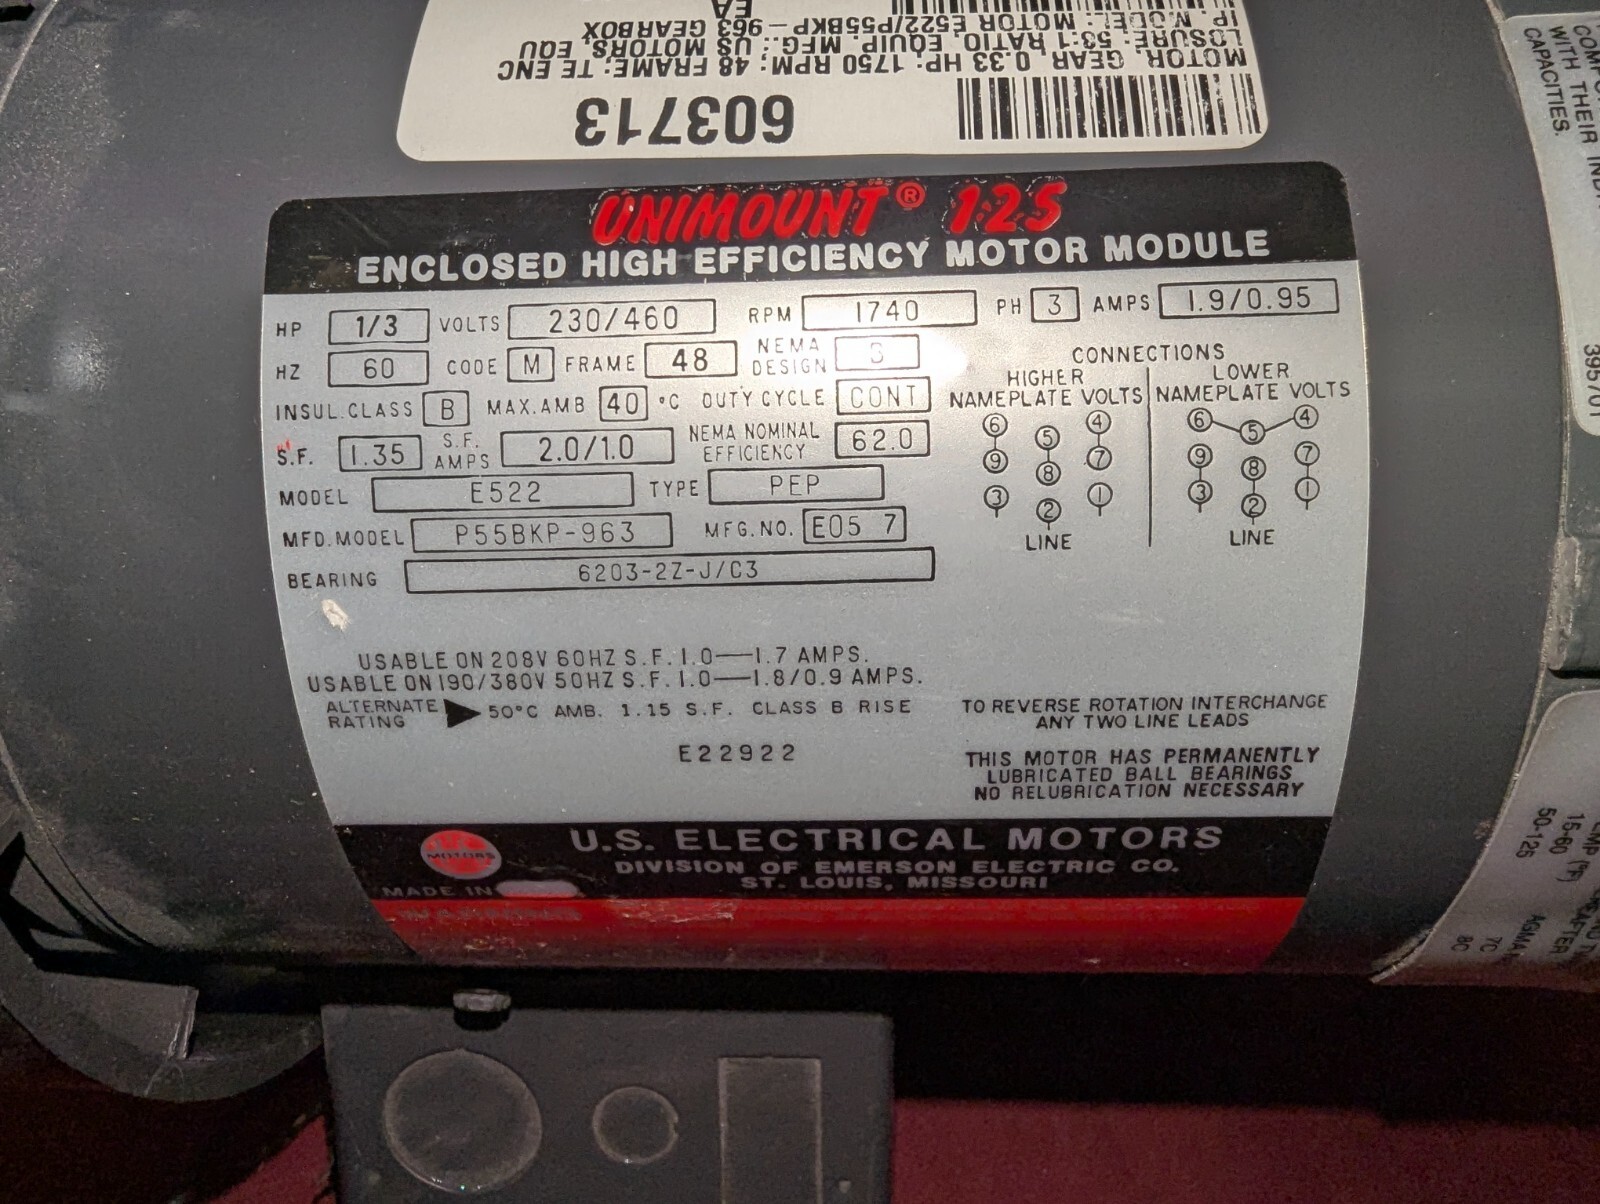 EA
IP. MODEL: MOTOR E522/P55BKP-963 GEARBOX
LOSURE: 53:1 RATIO, EQUIP. MFG.: US MOTORS, EQU
MOTOR, GEAR, 0.33 HP: 1750 RPM; 48 FRAME: TE ENC
603713
UNIMOUNT® 125
ENCLOSED HIGH EFFICIENCY MOTOR MODULE
HP 1/3 VOLTS 230/460 RPM 1740 PH 3 AMPS 1.9/0.95
HZ 60 CODE M FRAME 48 NEMA DESIGN
INSUL. CLASS B MAX. AMB 40 °C DUTY CYCLE CONT
S.F. 1.35 S.F. AMPS 2.0/1.0 NEMA NOMINAL EFFICIENCY 62.0
MODEL E522 TYPE PEP
MFD. MODEL P55BKP-963 MFG. NO. E05 7
BEARING 6203-2Z-J/C3
CONNECTIONS
HIGHER NAMEPLATE VOLTS
6 5 4
9 8 7
3 2 1
LINE
LOWER NAMEPLATE VOLTS
6 5 4
9 8 7
3 2 1
LINE
USABLE ON 208V 60HZ S.F. 1.0—1.7 AMPS.
USABLE ON 190/380V 50HZ S.F. 1.0—1.8/0.9 AMPS.
ALTERNATE RATING 50°C AMB. 1.15 S.F. CLASS B RISE
E22922
TO REVERSE ROTATION INTERCHANGE
ANY TWO LINE LEADS
THIS MOTOR HAS PERMANENTLY
LUBRICATED BALL BEARINGS
NO RELUBRICATION NECESSARY
MOTORS
U.S. ELECTRICAL MOTORS
DIVISION OF EMERSON ELECTRIC CO.
ST. LOUIS, MISSOURI
MADE IN
WITH THEIR
CAPACITIES.
395701
15-60
50-125
(°F)
AGMA
7C
8C